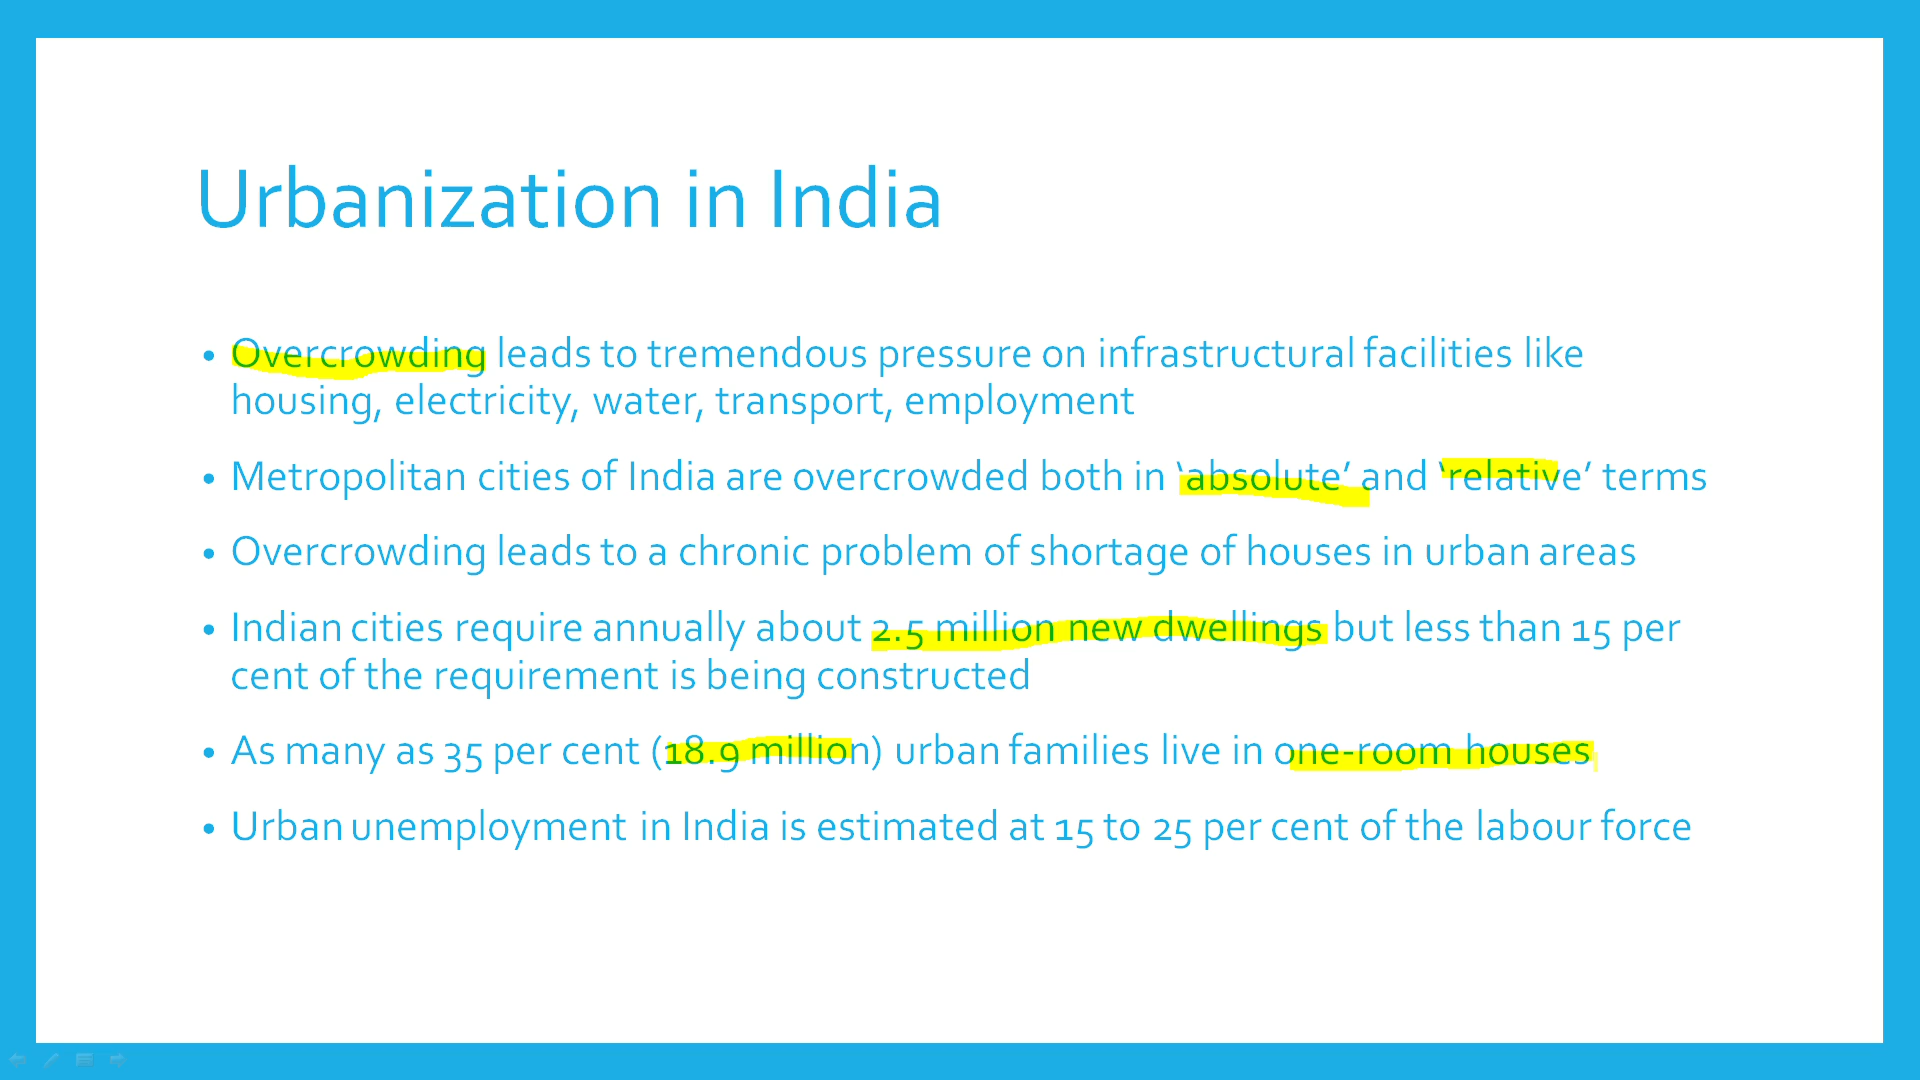 Urbanization in India
• Overcrowding leads to tremendous pressure on infrastructural facilities like
housing, electricity, water, transport, employment
• Metropolitan cities of India are overcrowded both in ‘absolute’ and ‘relative’ terms
• Overcrowding leads to a chronic problem of shortage of houses in urban areas
• Indian cities require annually about 2.5 million new dwellings but less than 15 per
cent of the requirement is being constructed
• As many as 35 per cent (18.9 million) urban families live in one-room houses
• Urban unemployment in India is estimated at 15 to 25 per cent of the labour force